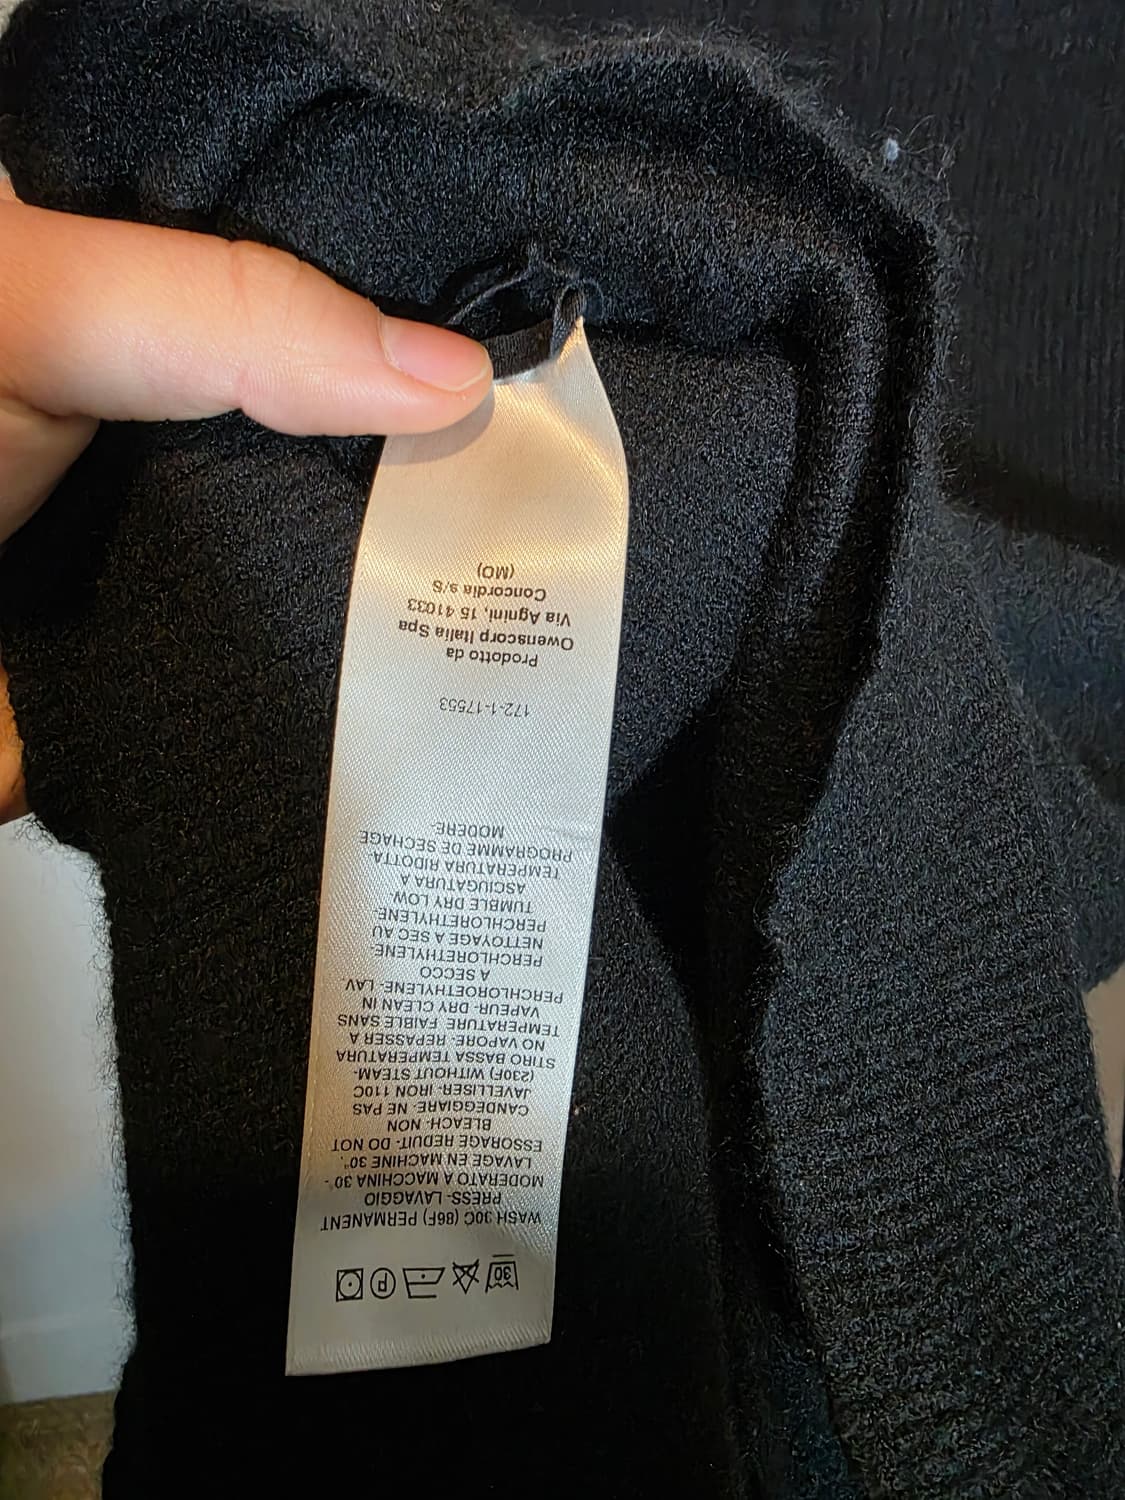 WASH 30C (86F) PERMANENT
PRESS- LAVAGGIO
MODERATO A MACCHINA 30°-
LAVAGE EN MACHINE 30°,
ESSORAGE REDUIT- DO NOT
BLEACH- NON
CANDEGGIARE- NE PAS
JAVELLISER- IRON 110C
(230F) WITHOUT STEAM-
STIRO BASSA TEMPERATURA
NO VAPORE- REPASSER A
TEMPERATURE FAIBLE SANS
VAPEUR- DRY CLEAN IN
PERCHLOROETHYLENE- LAV.
A SECCO
PERCHLORETHYLENE-
NETTOYAGE A SEC AU
PERCHLORETHYLENE-
TUMBLE DRY LOW
ASCIUGATURA A
TEMPERATURA RIDOTTA-
PROGRAMME DE SECHAGE
MODERE-
172-1-17553
Prodotto da
Owenscorp Italia Spa
Via Agnini, 15 41033
Concordia s/S
(MO)
30
P